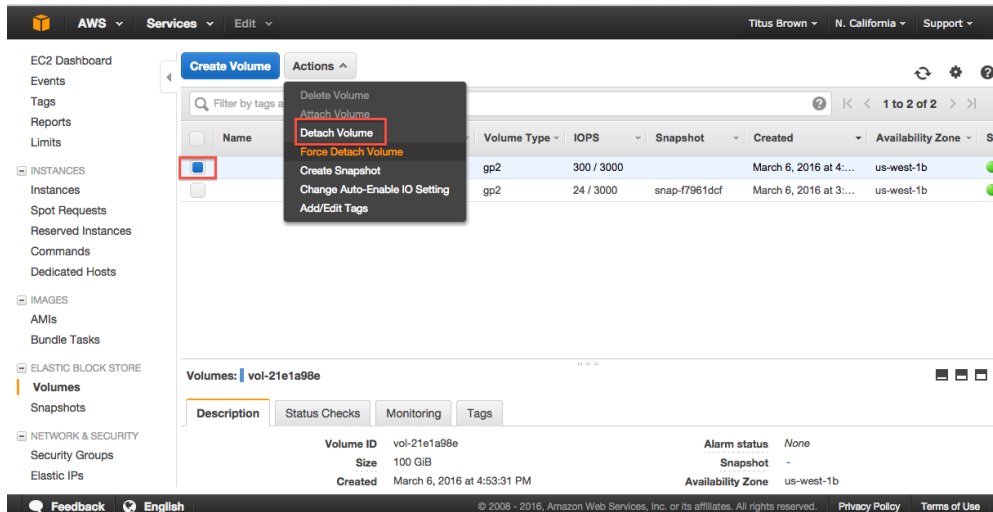 AWS Services Edit Titus Brown N. California Support
EC2 Dashboard
Events
Tags
Reports
Limits
INSTANCES
Instances
Spot Requests
Reserved Instances
Commands
Dedicated Hosts
IMAGES
AMIs
Bundle Tasks
ELASTIC BLOCK STORE
Volumes
Snapshots
NETWORK & SECURITY
Security Groups
Elastic IPs
Create Volume Actions
Filter by tags a 1 to 2 of 2
Delete Volume
Attach Volume
Detach Volume
Force Detach Volume
Create Snapshot
Change Auto-Enable IO Setting
Add/Edit Tags
Name Volume Type IOPS Snapshot Created Availability Zone S
gp2 300 / 3000 March 6, 2016 at 4:... us-west-1b
gp2 24 / 3000 snap-f7961dcf March 6, 2016 at 3:... us-west-1b
Volumes: vol-21e1a98e
Description Status Checks Monitoring Tags
Volume ID vol-21e1a98e Alarm status None
Size 100 GiB Snapshot -
Created March 6, 2016 at 4:53:31 PM Availability Zone us-west-1b
Feedback English © 2008 - 2016, Amazon Web Services, Inc. or its affiliates. All rights reserved. Privacy Policy Terms of Use